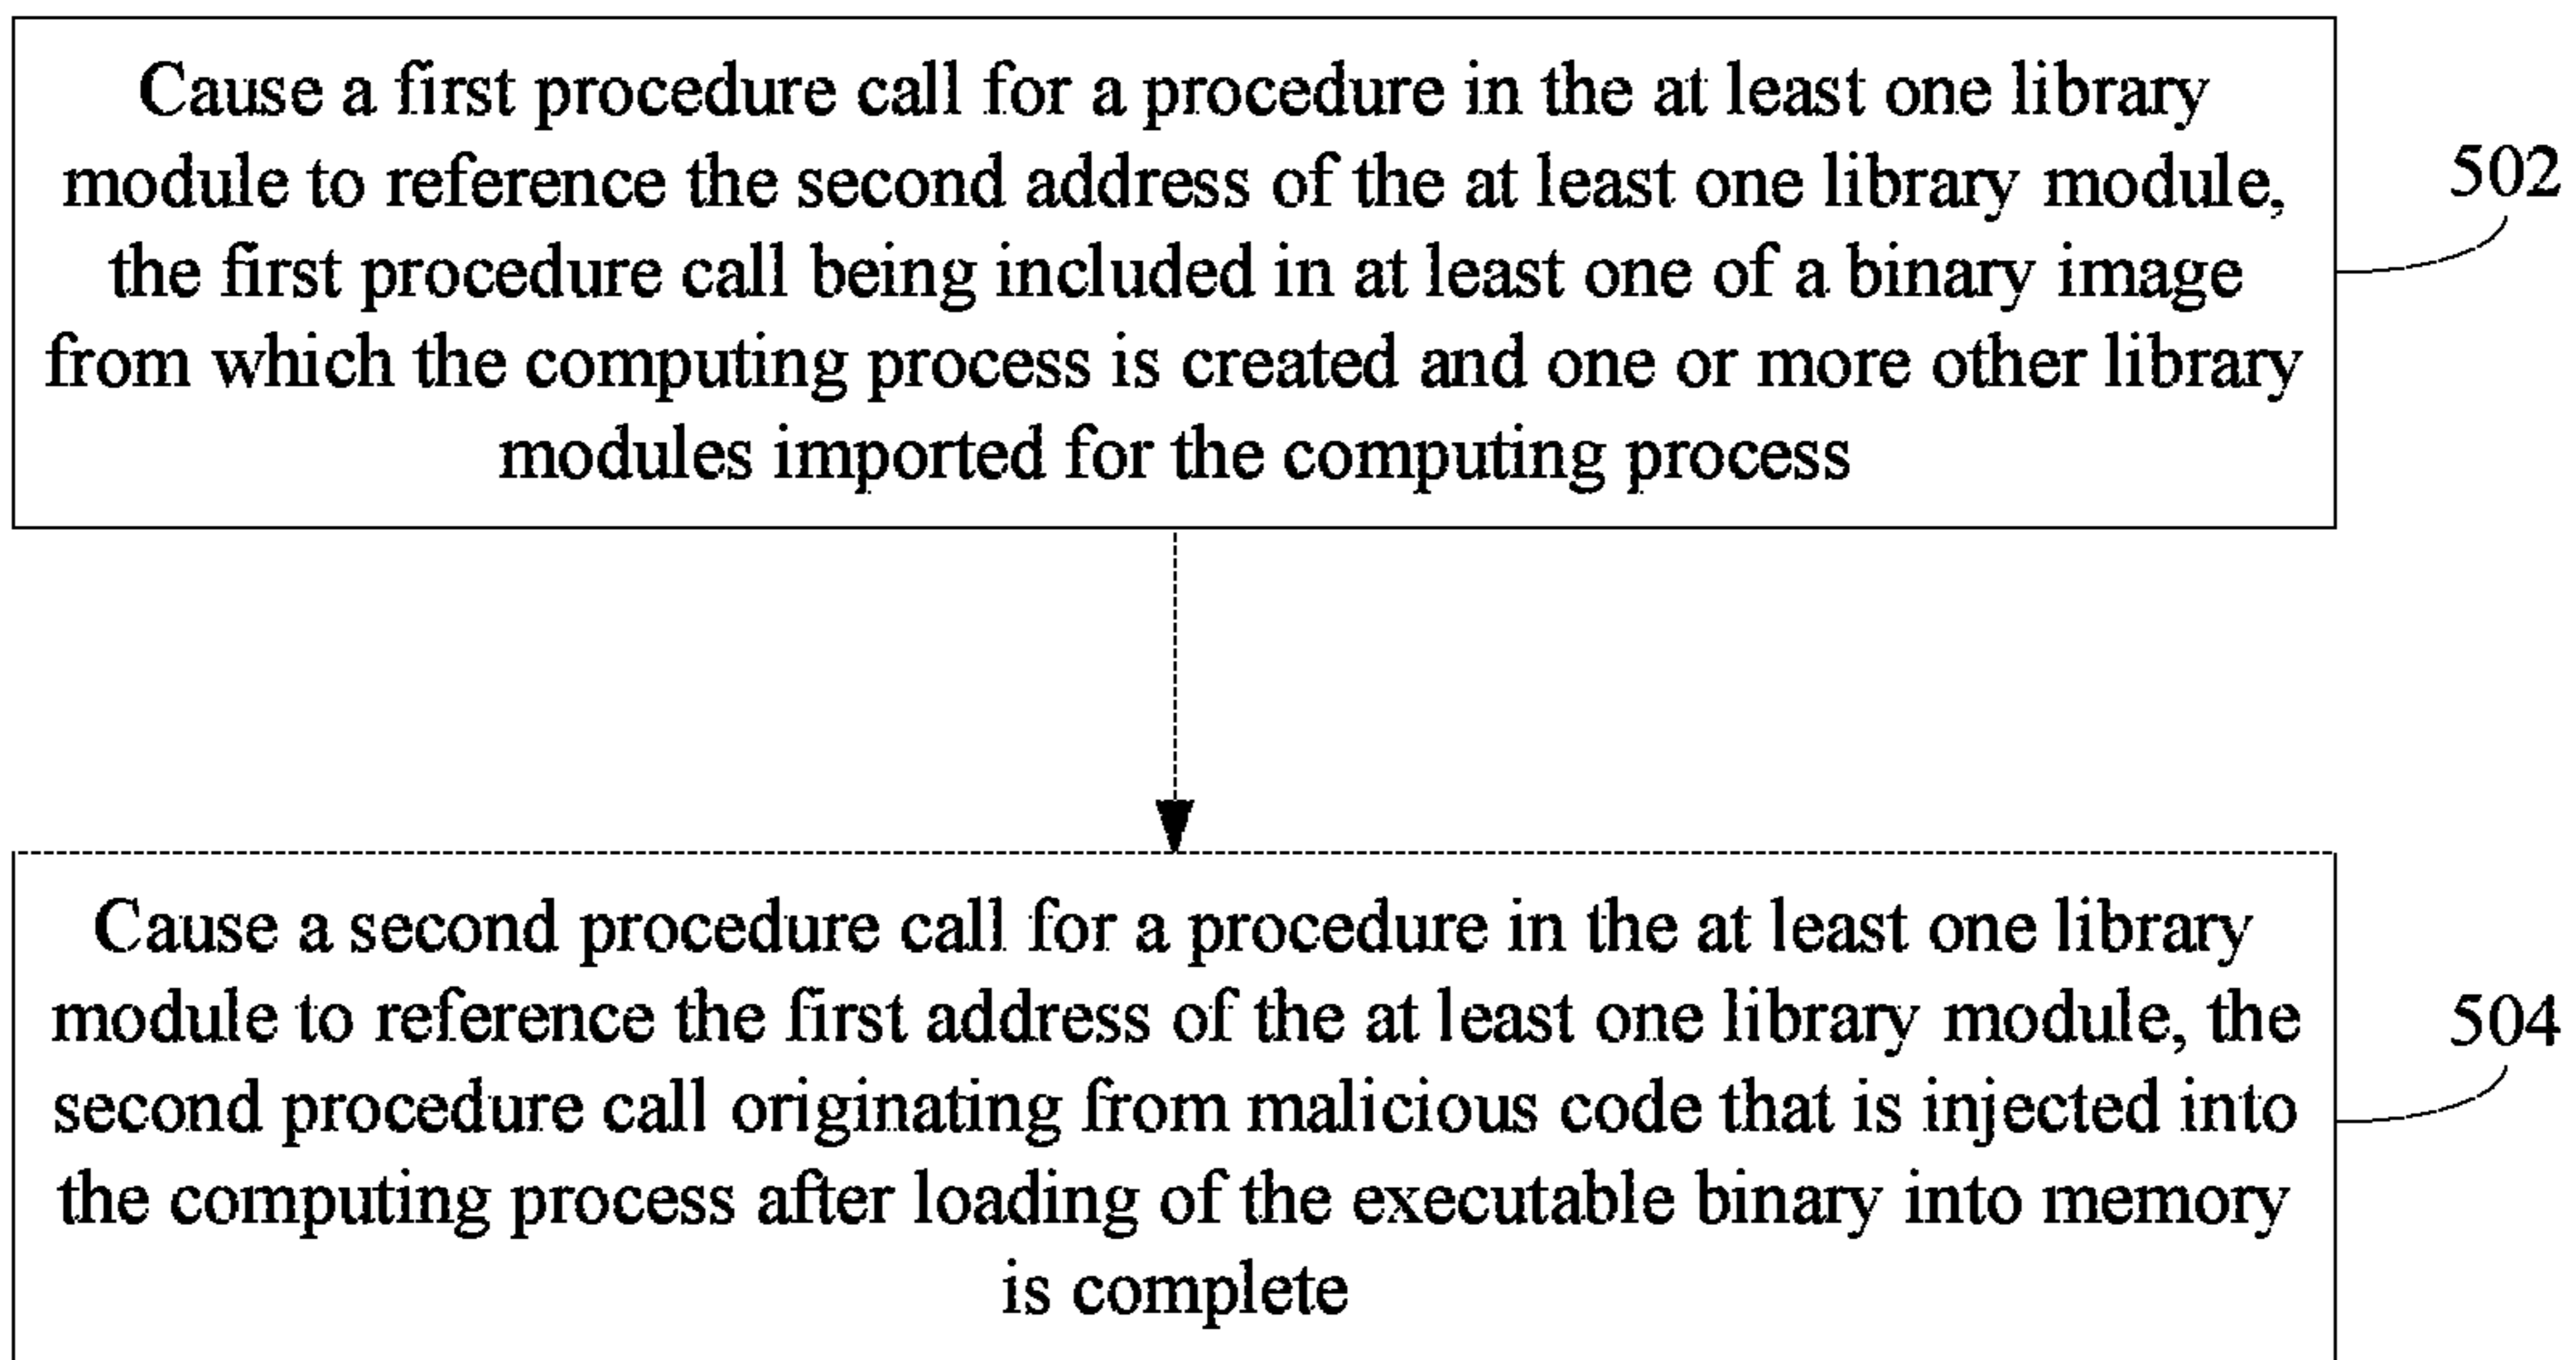 Cause a first procedure call for a procedure in the at least one library
module to reference the second address of the at least one library module,
the first procedure call being included in at least one of a binary image
from which the computing process is created and one or more other library
modules imported for the computing process
502
Cause a second procedure call for a procedure in the at least one library
module to reference the first address of the at least one library module, the
second procedure call originating from malicious code that is injected into
the computing process after loading of the executable binary into memory
is complete
504